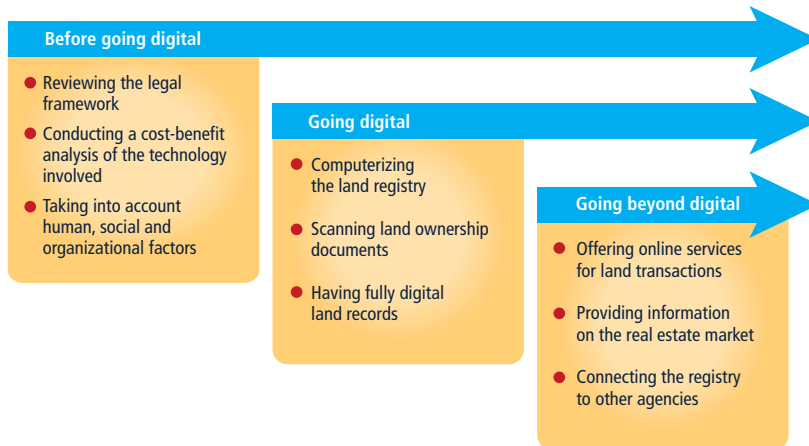 Before going digital
Reviewing the legal
framework
Conducting a cost-benefit
analysis of the technology
involved
Taking into account
human, social and
organizational factors
Going digital
Computerizing
the land registry
Scanning land ownership
documents
Having fully digital
land records
Going beyond digital
Offering online services
for land transactions
Providing information
on the real estate market
Connecting the registry
to other agencies